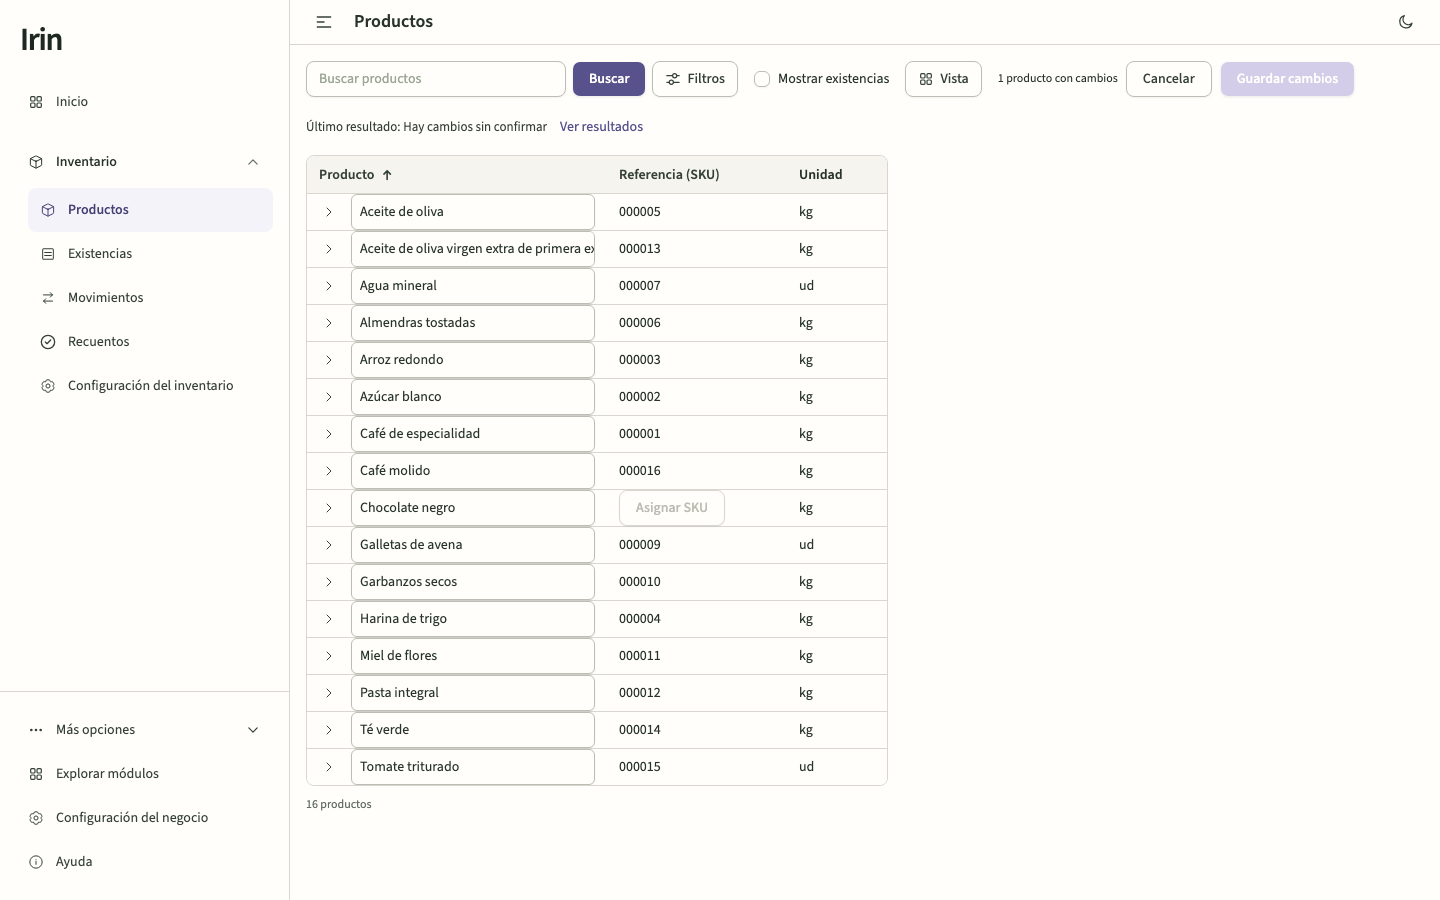 Irin
Inicio
Inventario
Productos
Existencias
Movimientos
Recuentos
Configuración del inventario
Más opciones
Explorar módulos
Configuración del negocio
Ayuda
Productos
Buscar productos Buscar Filtros Mostrar existencias Vista 1 producto con cambios Cancelar Guardar cambios
Último resultado: Hay cambios sin confirmar Ver resultados
Producto Referencia (SKU) Unidad
Aceite de oliva 000005 kg
Aceite de oliva virgen extra de primera 000013 kg
Agua mineral 000007 ud
Almendras tostadas 000006 kg
Arroz redondo 000003 kg
Azúcar blanco 000002 kg
Café de especialidad 000001 kg
Café molido 000016 kg
Chocolate negro Asignar SKU kg
Galletas de avena 000009 ud
Garbanzos secos 000010 kg
Harina de trigo 000004 kg
Miel de flores 000011 kg
Pasta integral 000012 kg
Té verde 000014 kg
Tomate triturado 000015 ud
16 productos